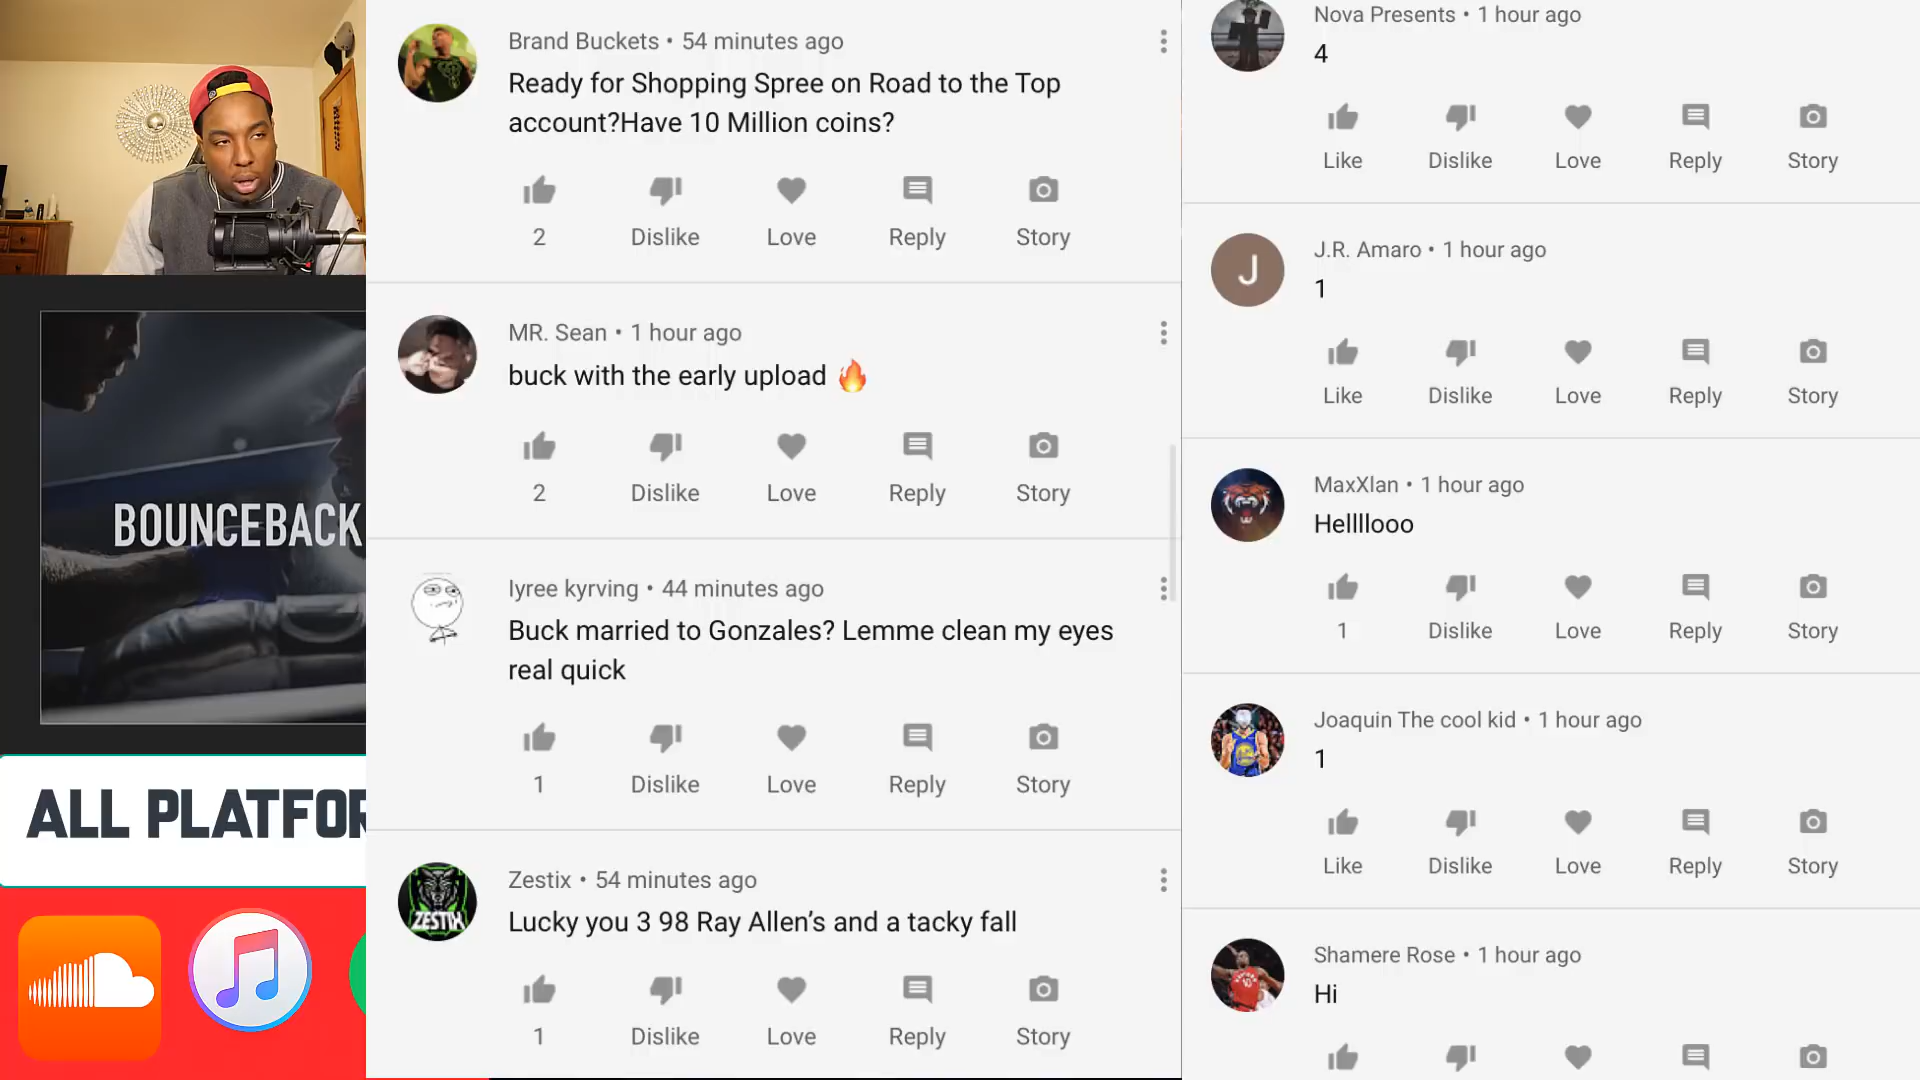 Brand Buckets • 54 minutes ago
Ready for Shopping Spree on Road to the Top
account?Have 10 Million coins?
2 Dislike Love Reply Story
MR. Sean • 1 hour ago
buck with the early upload 🔥
2 Dislike Love Reply Story
Iyree kyrving • 44 minutes ago
Buck married to Gonzales? Lemme clean my eyes
real quick
1 Dislike Love Reply Story
Zestix • 54 minutes ago
Lucky you 3 98 Ray Allen’s and a tacky fall
1 Dislike Love Reply Story
ZESTIX
Nova Presents • 1 hour ago
4
Like Dislike Love Reply Story
J
J.R. Amaro • 1 hour ago
1
Like Dislike Love Reply Story
MaxXlan • 1 hour ago
Hellllooo
1 Dislike Love Reply Story
Joaquin The cool kid • 1 hour ago
1
Like Dislike Love Reply Story
Shamere Rose • 1 hour ago
Hi
BOUNCEBACK
ALL PLATFOR